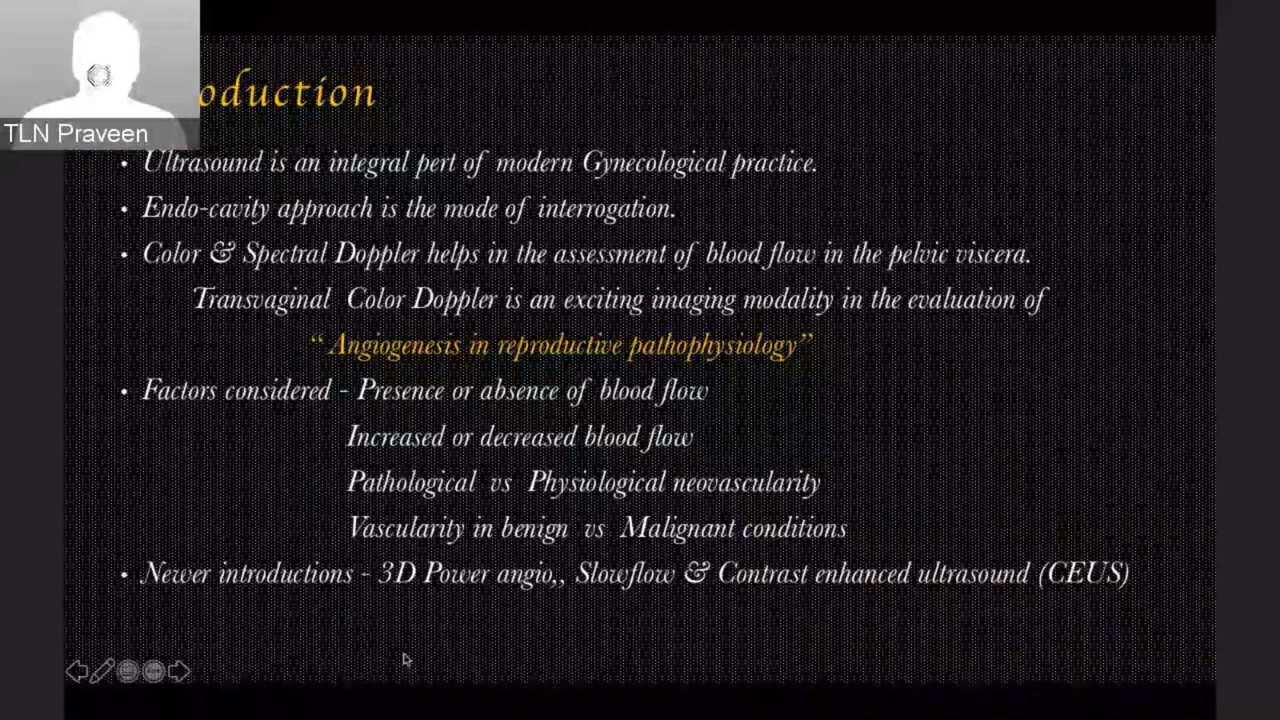 oduction
TLN Praveen
• Ultrasound is an integral pert of modern Gynecological practice.
• Endo-cavity approach is the mode of interrogation.
• Color & Spectral Doppler helps in the assessment of blood flow in the pelvic viscera.
Transvaginal Color Doppler is an exciting imaging modality in the evaluation of
“ Angiogenesis in reproductive pathophysiology”
• Factors considered - Presence or absence of blood flow
Increased or decreased blood flow
Pathological vs Physiological neovascularity
Vascularity in benign vs Malignant conditions
• Newer introductions - 3D Power angio,, Slowflow & Contrast enhanced ultrasound (CEUS)